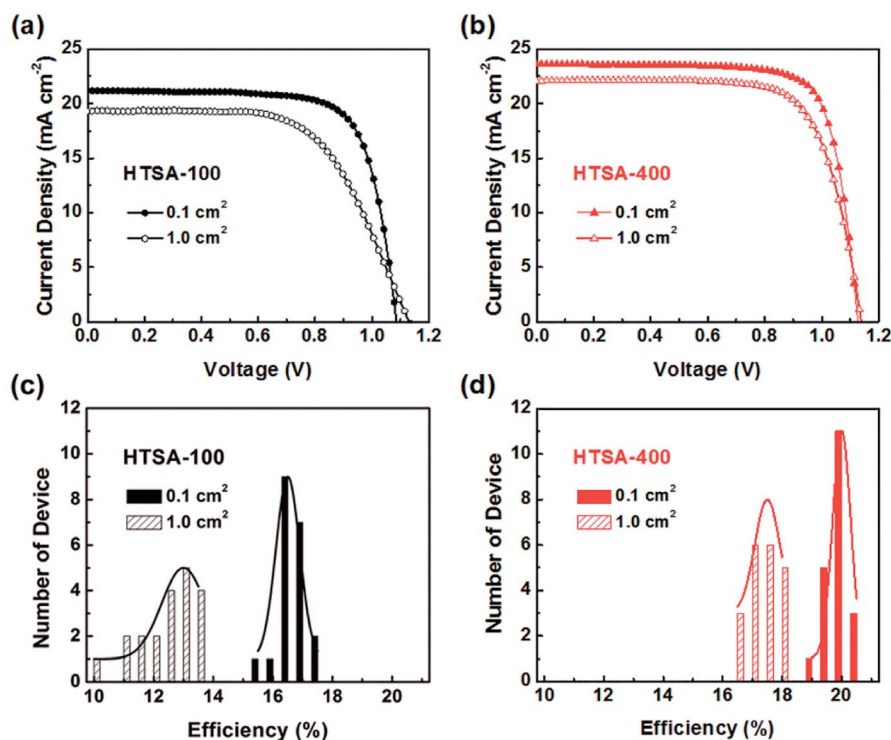 (a)
25
20
15
10
5
0
Current Density (mA cm⁻²)
HTSA-100
0.1 cm²
1.0 cm²
0.0 0.2 0.4 0.6 0.8 1.0 1.2
Voltage (V)
(b)
25
20
15
10
5
0
Current Density (mA cm⁻²)
HTSA-400
0.1 cm²
1.0 cm²
0.0 0.2 0.4 0.6 0.8 1.0 1.2
Voltage (V)
(c)
12
10
8
6
4
2
0
Number of Device
HTSA-100
0.1 cm²
1.0 cm²
10 12 14 16 18 20
Efficiency (%)
(d)
12
10
8
6
4
2
0
Number of Device
HTSA-400
0.1 cm²
1.0 cm²
10 12 14 16 18 20
Efficiency (%)